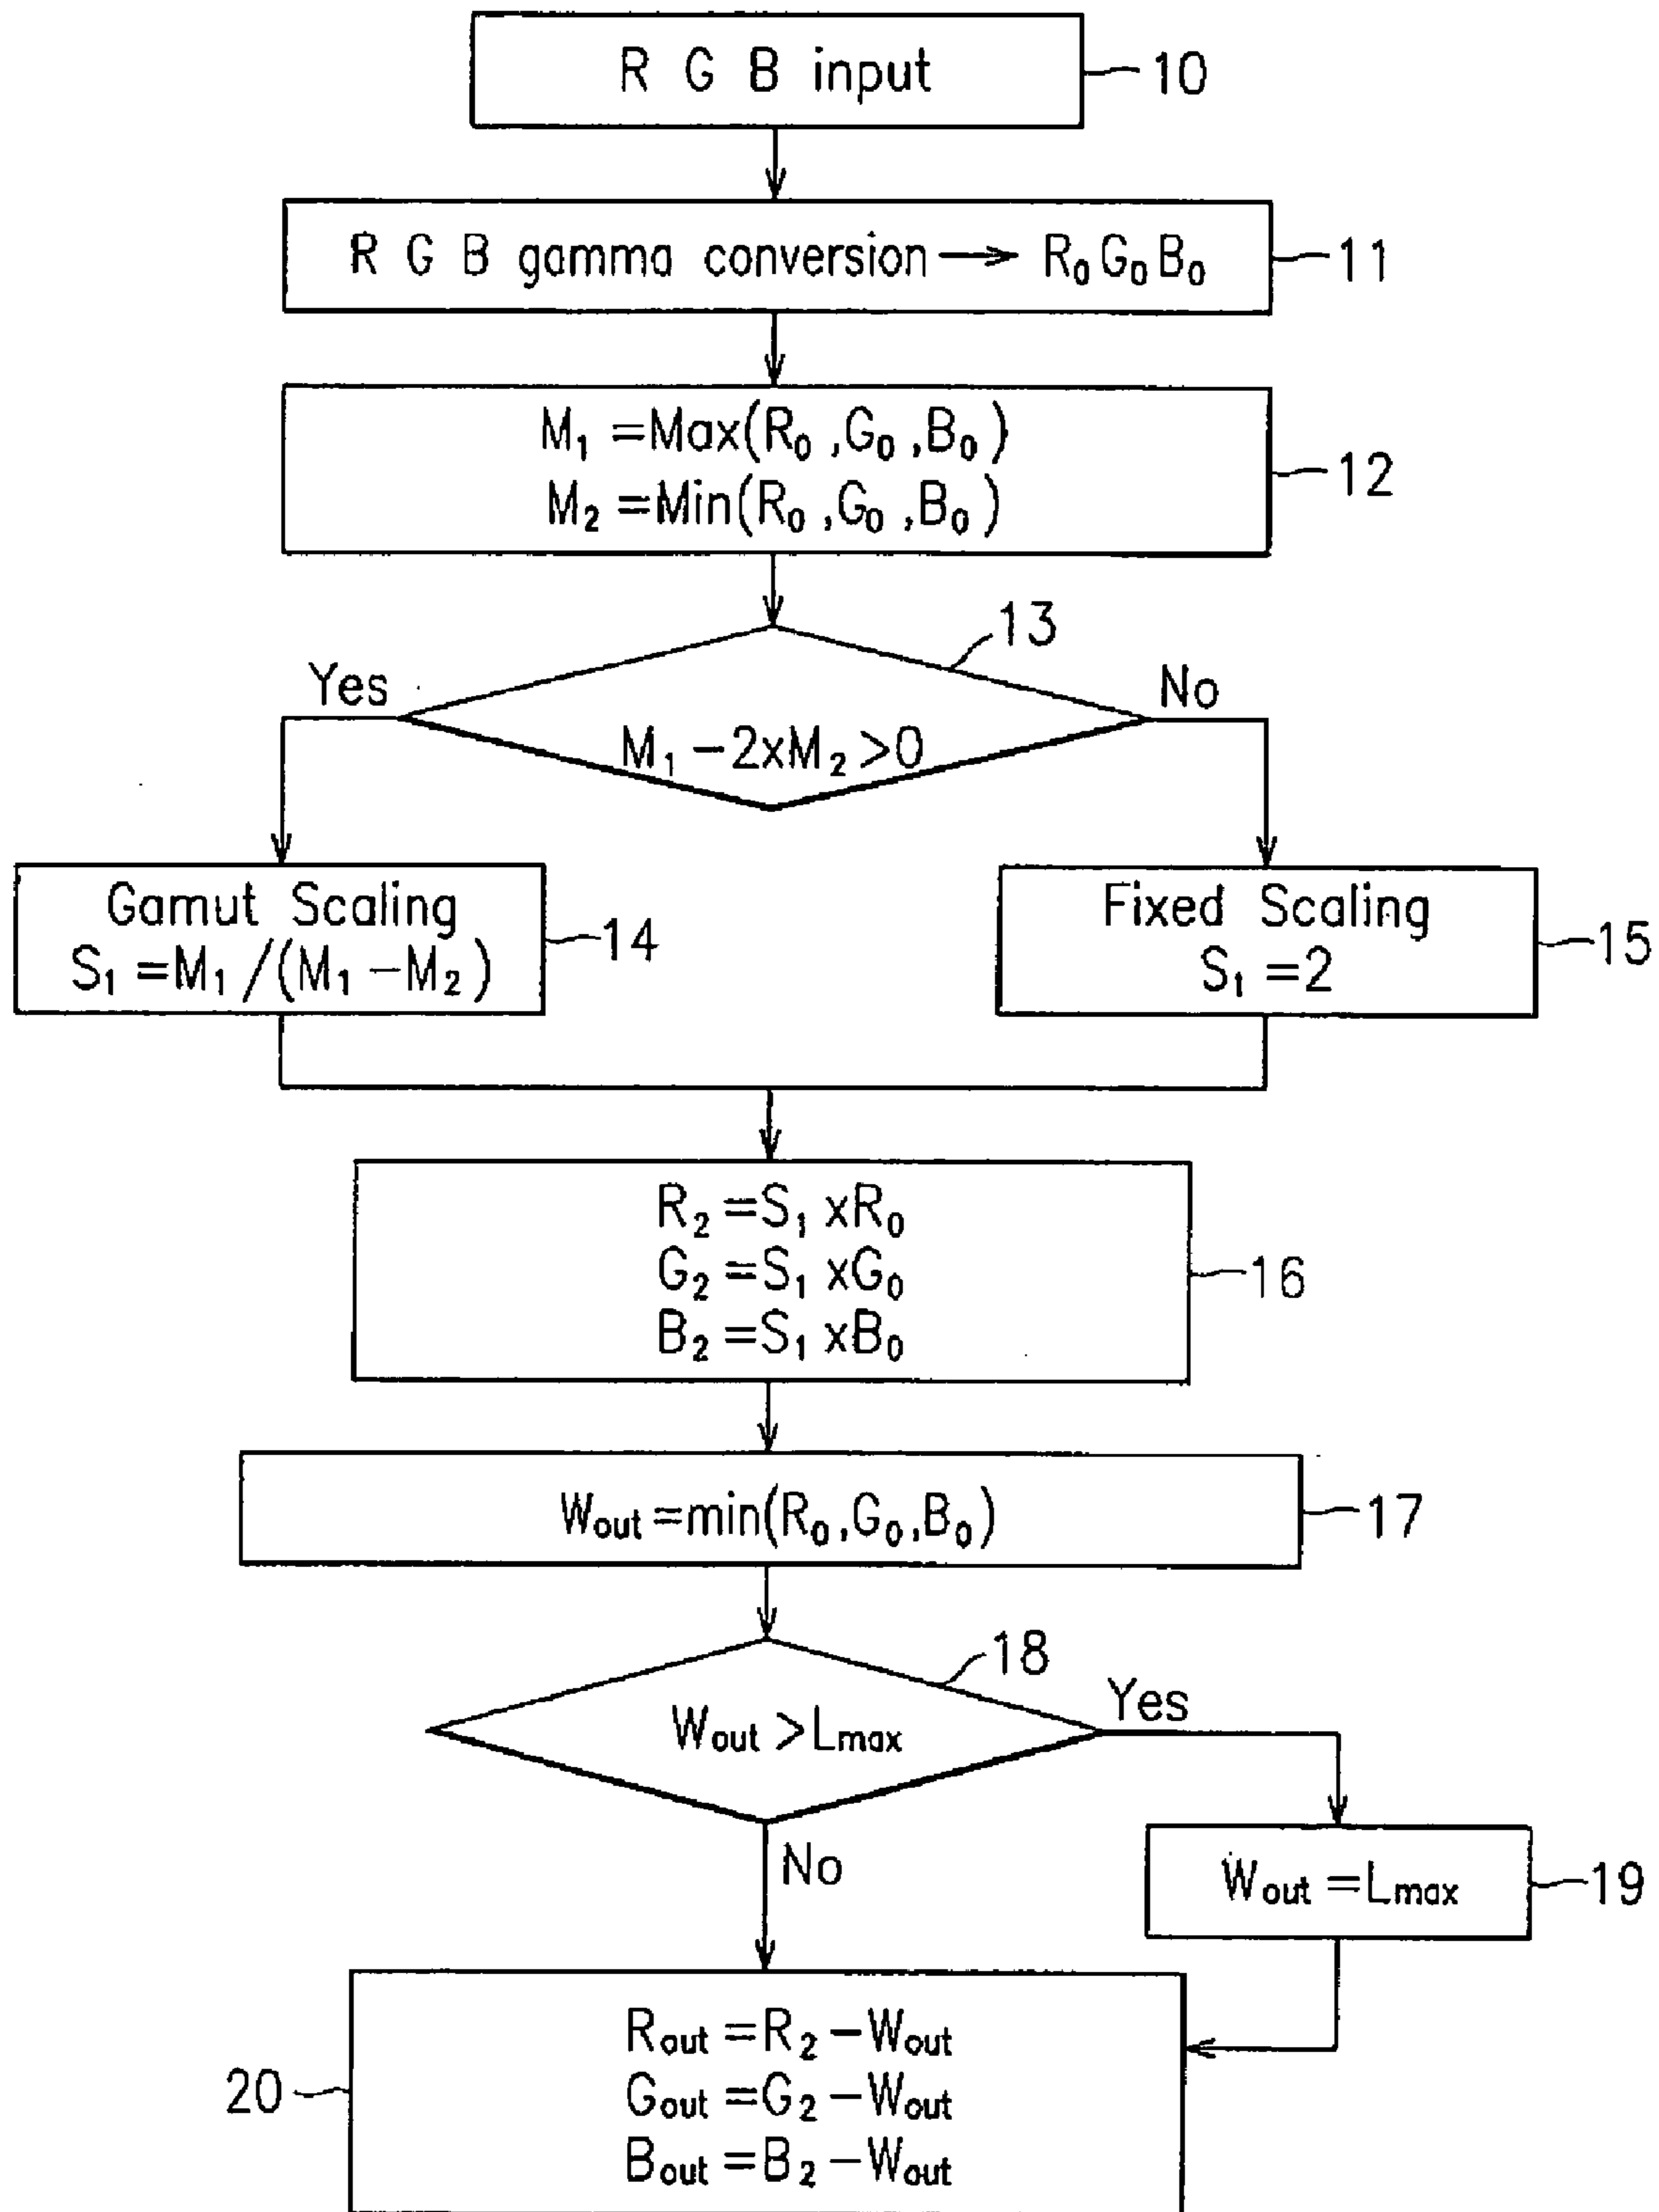 R G B input
10
R G B gamma conversion → R₀ G₀ B₀
11
M₁ =Max(R₀ ,G₀ ,B₀ )
M₂ =Min(R₀ ,G₀ ,B₀ )
12
13
Yes
No
M₁ −2xM₂ >0
Gamut Scaling
S₁ =M₁ /(M₁ −M₂ )
14
Fixed Scaling
S₁ =2
15
R₂ =S₁ xR₀
G₂ =S₁ xG₀
B₂ =S₁ xB₀
16
Wout =min(R₀ ,G₀ ,B₀ )
17
18
Yes
Wout >Lmax
No
Wout =Lmax
19
Rout =R₂ −Wout
Gout =G₂ −Wout
Bout =B₂ −Wout
20